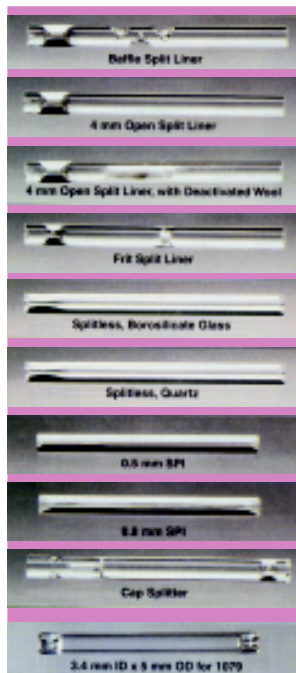 Baffle Split Liner
4 mm Open Split Liner
4 mm Open Split Liner, with Deactivated Wool
Frit Split Liner
Splitless, Borosilicate Glass
Splitless, Quartz
0.5 mm SPI
0.8 mm SPI
Cap Splitter
3.4 mm ID x 5 mm OD for 1079